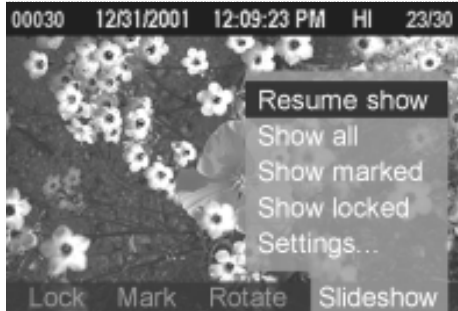 00030 12/31/2001 12:09:23 PM HI 23/30
Resume show
Show all
Show marked
Show locked
Settings...
Lock Mark Rotate Slideshow